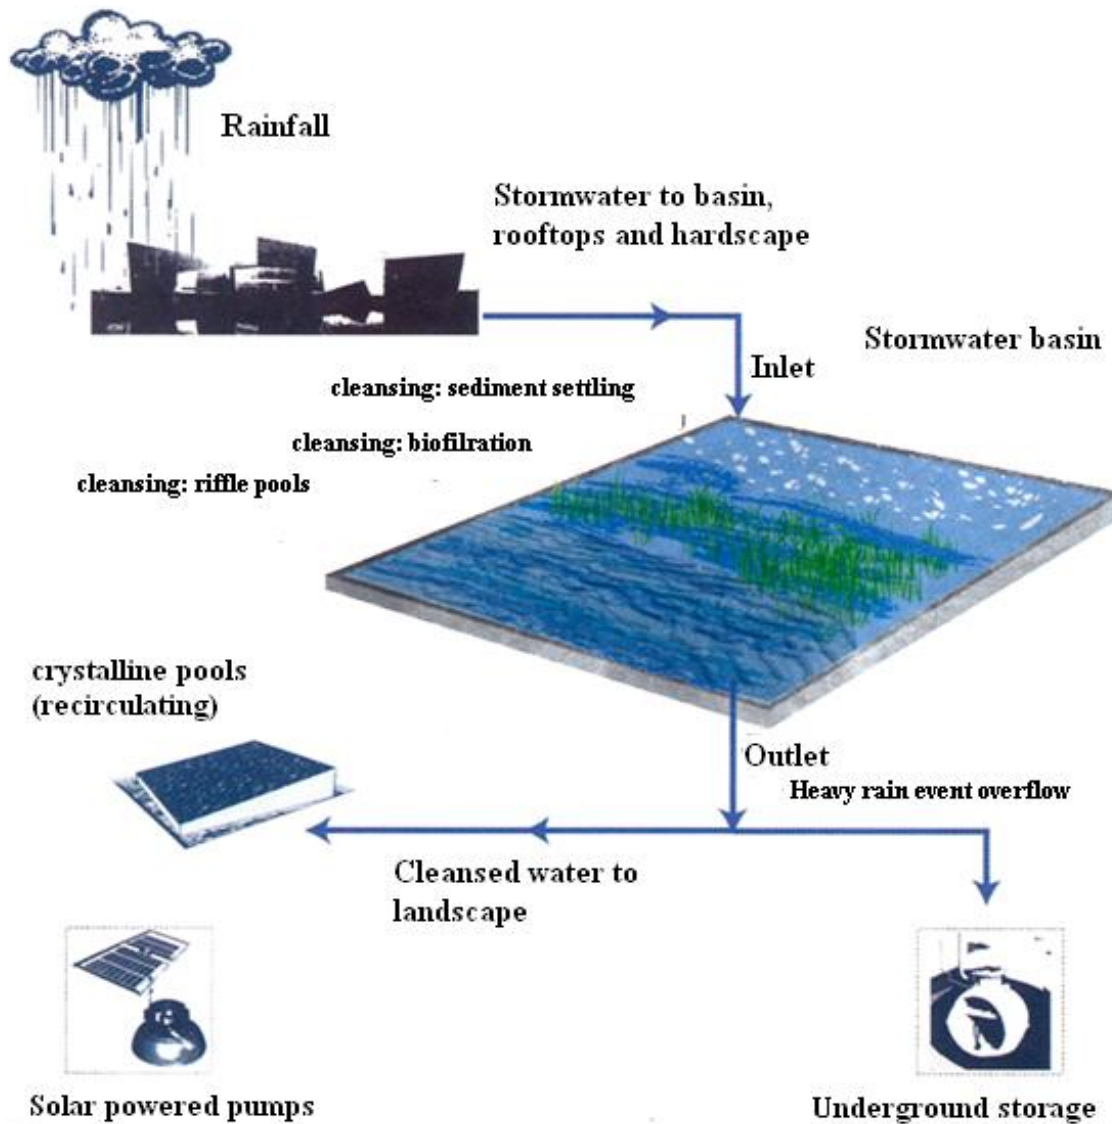 Rainfall
Stormwater to basin,
rooftops and hardscape
Stormwater basin
Inlet
cleansing: sediment settling
cleansing: biofilration
cleansing: riffle pools
crystalline pools
(recirculating)
Outlet
Heavy rain event overflow
Cleansed water to
landscape
Solar powered pumps
Underground storage